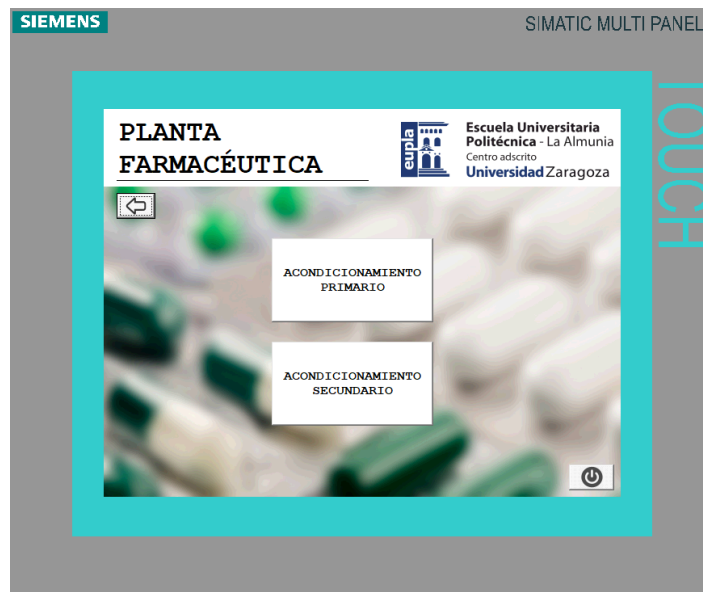 SIEMENS
SIMATIC MULTI PANEL
TOUCH
PLANTA
FARMACÉUTICA
eupla
Escuela Universitaria
Politécnica - La Almunia
Centro adscrito
Universidad Zaragoza
ACONDICIONAMIENTO
PRIMARIO
ACONDICIONAMIENTO
SECUNDARIO